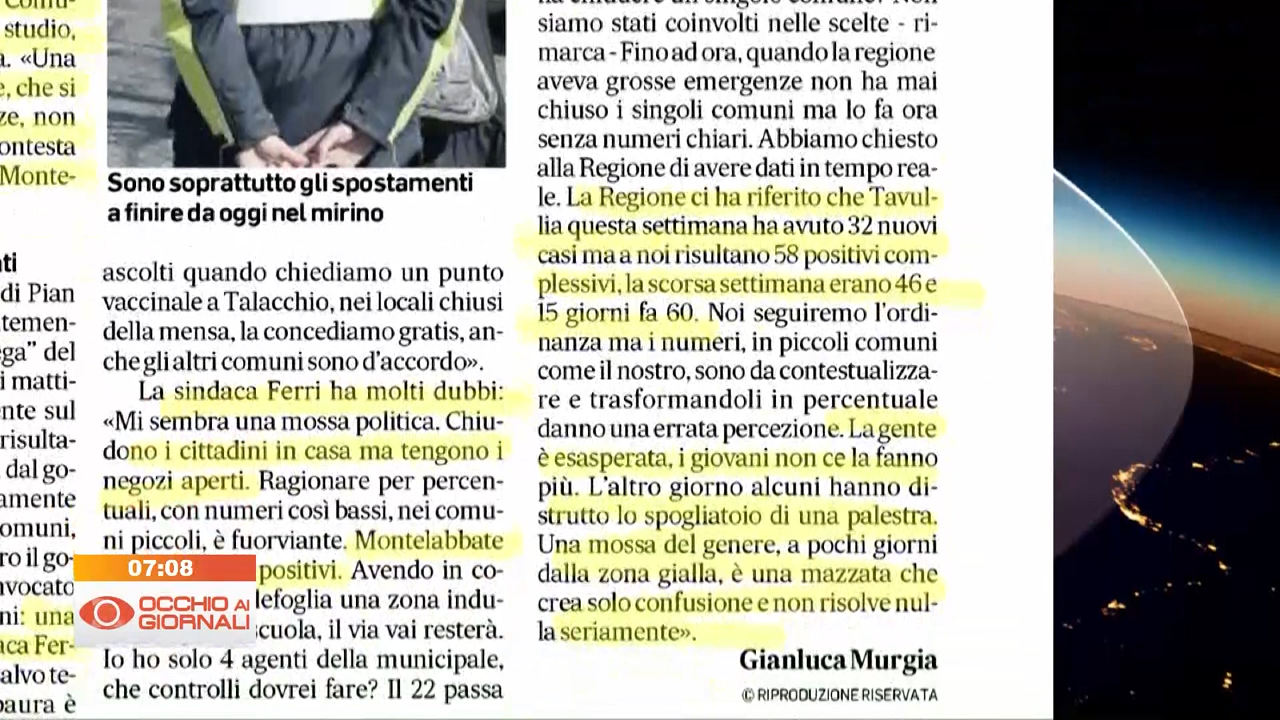 studio,
«Una
che si
non
ontesta
Monte-
di Pian
del
i matti-
sul
risulta-
dal go-
omuni,
ro il go-
nvocato
una
Fer-
paura è
Sono soprattutto gli spostamenti
a finire da oggi nel mirino
ascolti quando chiediamo un punto
vaccinale a Talacchio, nei locali chiusi
della mensa, la concediamo gratis, an-
che gli altri comuni sono d'accordo».
La sindaca Ferri ha molti dubbi:
«Mi sembra una mossa politica. Chiu-
dono i cittadini in casa ma tengono i
negozi aperti. Ragionare per percen-
tuali, con numeri così bassi, nei comu-
ni piccoli, è fuorviante. Montelabbate
positivi. Avendo in co-
lefoglia una zona indu-
scuola, il via vai resterà.
Io ho solo 4 agenti della municipale,
che controlli dovrei fare? Il 22 passa
siamo stati coinvolti nelle scelte - ri-
marca - Fino ad ora, quando la regione
aveva grosse emergenze non ha mai
chiuso i singoli comuni ma lo fa ora
senza numeri chiari. Abbiamo chiesto
alla Regione di avere dati in tempo rea-
le. La Regione ci ha riferito che Tavul-
lia questa settimana ha avuto 32 nuovi
casi ma a noi risultano 58 positivi com-
plessivi, la scorsa settimana erano 46 e
15 giorni fa 60. Noi seguiremo l'ordi-
nanza ma i numeri, in piccoli comuni
come il nostro, sono da contestualizza-
re e trasformandoli in percentuale
danno una errata percezione. La gente
è esasperata, i giovani non ce la fanno
più. L'altro giorno alcuni hanno di-
strutto lo spogliatoio di una palestra.
Una mossa del genere, a pochi giorni
dalla zona gialla, è una mazzata che
crea solo confusione e non risolve nul-
la seriamente».
Gianluca Murgia
© RIPRODUZIONE RISERVATA
07:08
OCCHIO AI
GIORNALI